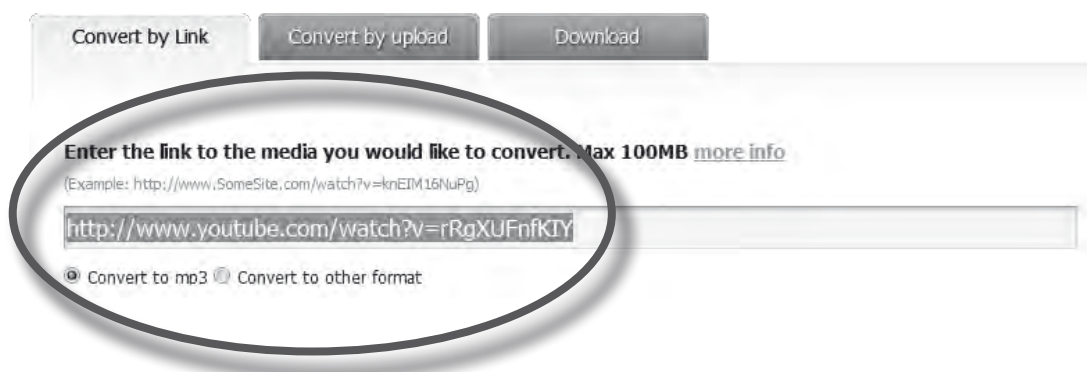 Convert by Link Convert by upload Download
Enter the link to the media you would like to convert. Max 100MB more info
(Example: http://www.SomeSite.com/watch?v=knEIM16NuPg)
http://www.youtube.com/watch?v=rRgXUFnfKIY
Convert to mp3 Convert to other format